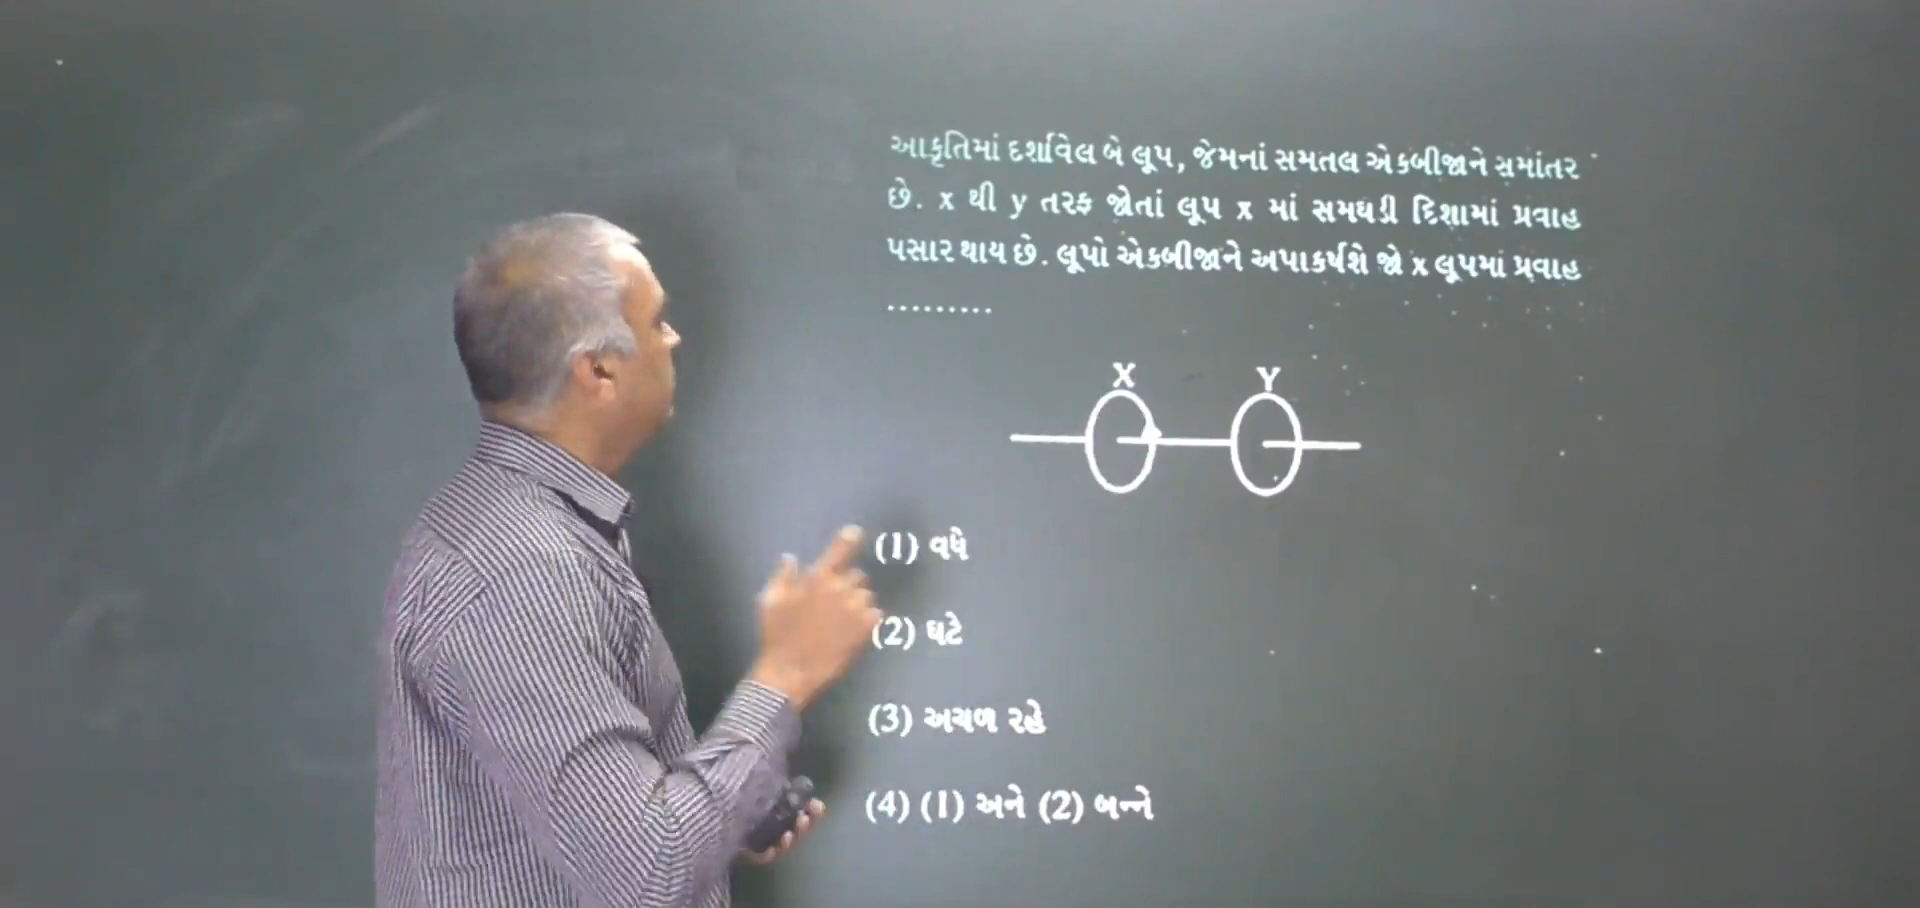 આકૃતિમાં દર્શાવેલ બે લૂપ, જેમનાં સમતલ એકબીજાને સમાંતર
છે. x થી y તરફ જોતાં લૂપ x માં સમઘડી દિશામાં પ્રવાહ
પસાર થાય છે. લૂપો એકબીજાને અપાકર્ષશે જો x લૂપમાં પ્રવાહ
.........
X Y
(1) વધે
(2) ઘટે
(3) અચળ રહે
(4) (1) અને (2) બન્ને